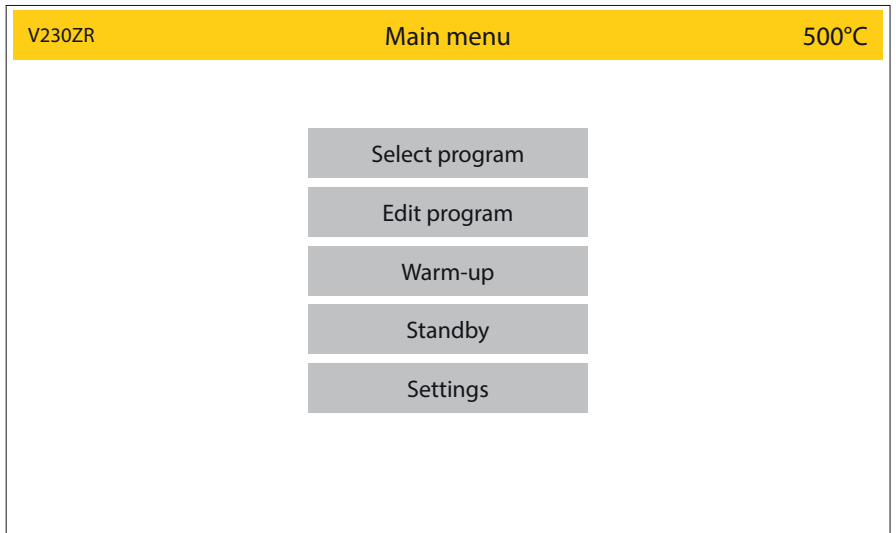 V230ZR Main menu 500°C
Select program
Edit program
Warm-up
Standby
Settings